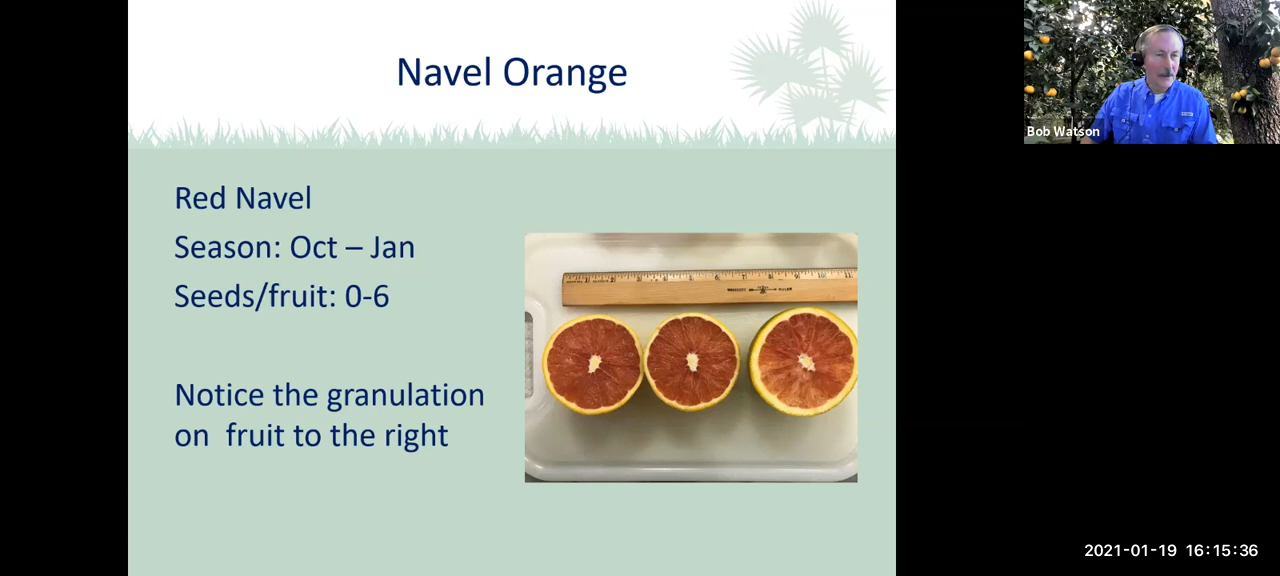 Navel Orange
Red Navel
Season: Oct – Jan
Seeds/fruit: 0-6
Notice the granulation
on  fruit to the right
Bob Watson
2021-01-19 16:15:36